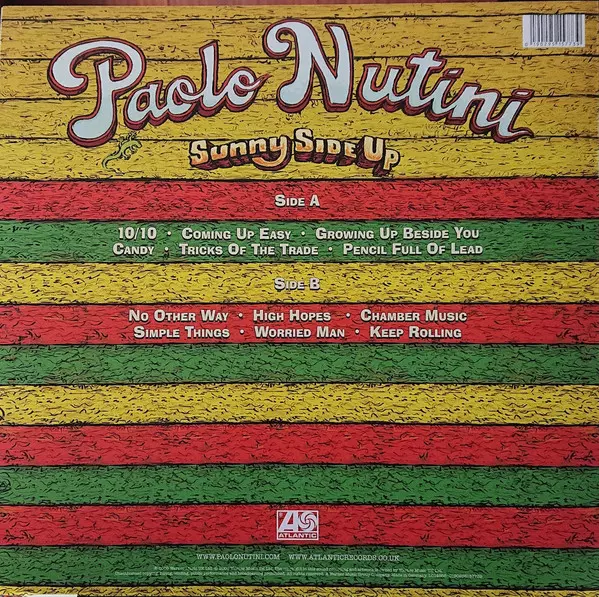 Paolo Nutini
Sunny Side Up
Side A
10/10 • Coming Up Easy • Growing Up Beside You
Candy • Tricks Of The Trade • Pencil Full Of Lead
Side B
No Other Way • High Hopes • Chamber Music
Simple Things • Worried Man • Keep Rolling
ATLANTIC
WWW.PAOLONUTINI.COM WWW.ATLANTICRECORDS.CO.UK